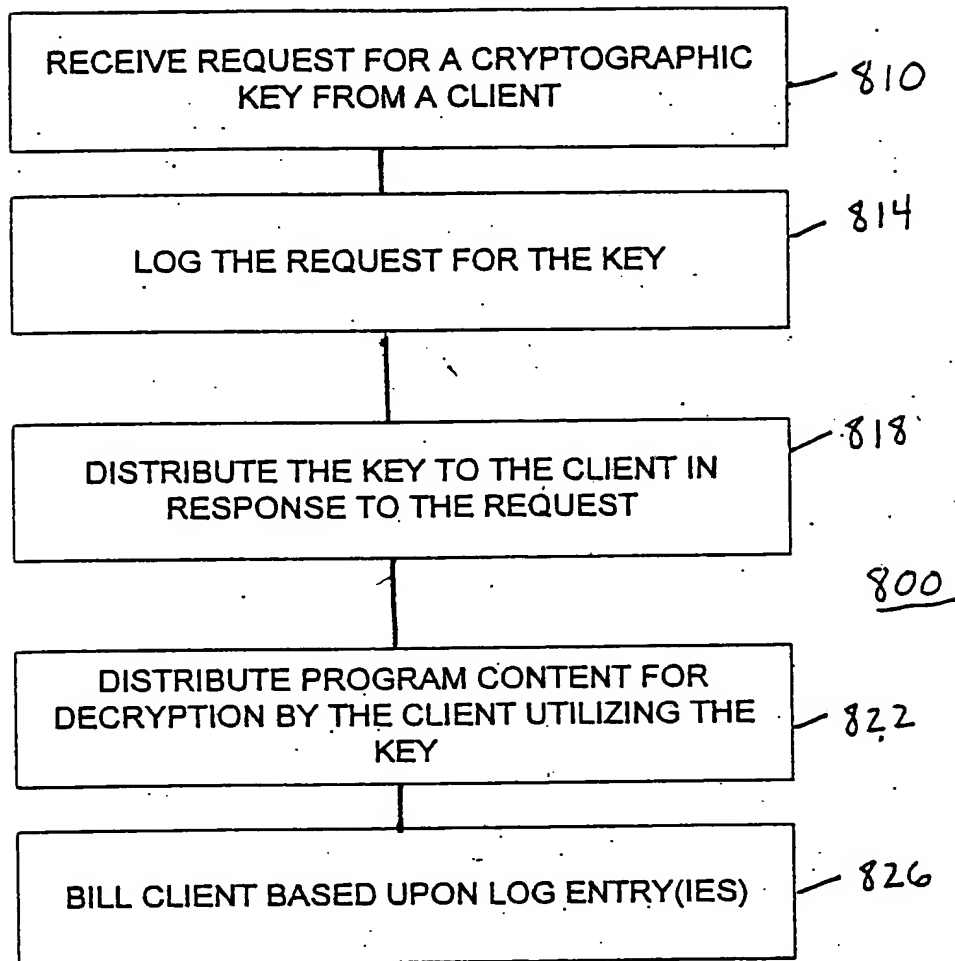 RECEIVE REQUEST FOR A CRYPTOGRAPHIC
KEY FROM A CLIENT
810
LOG THE REQUEST FOR THE KEY
814
DISTRIBUTE THE KEY TO THE CLIENT IN
RESPONSE TO THE REQUEST
818
800
DISTRIBUTE PROGRAM CONTENT FOR
DECRYPTION BY THE CLIENT UTILIZING THE
KEY
822
BILL CLIENT BASED UPON LOG ENTRY(IES)
826